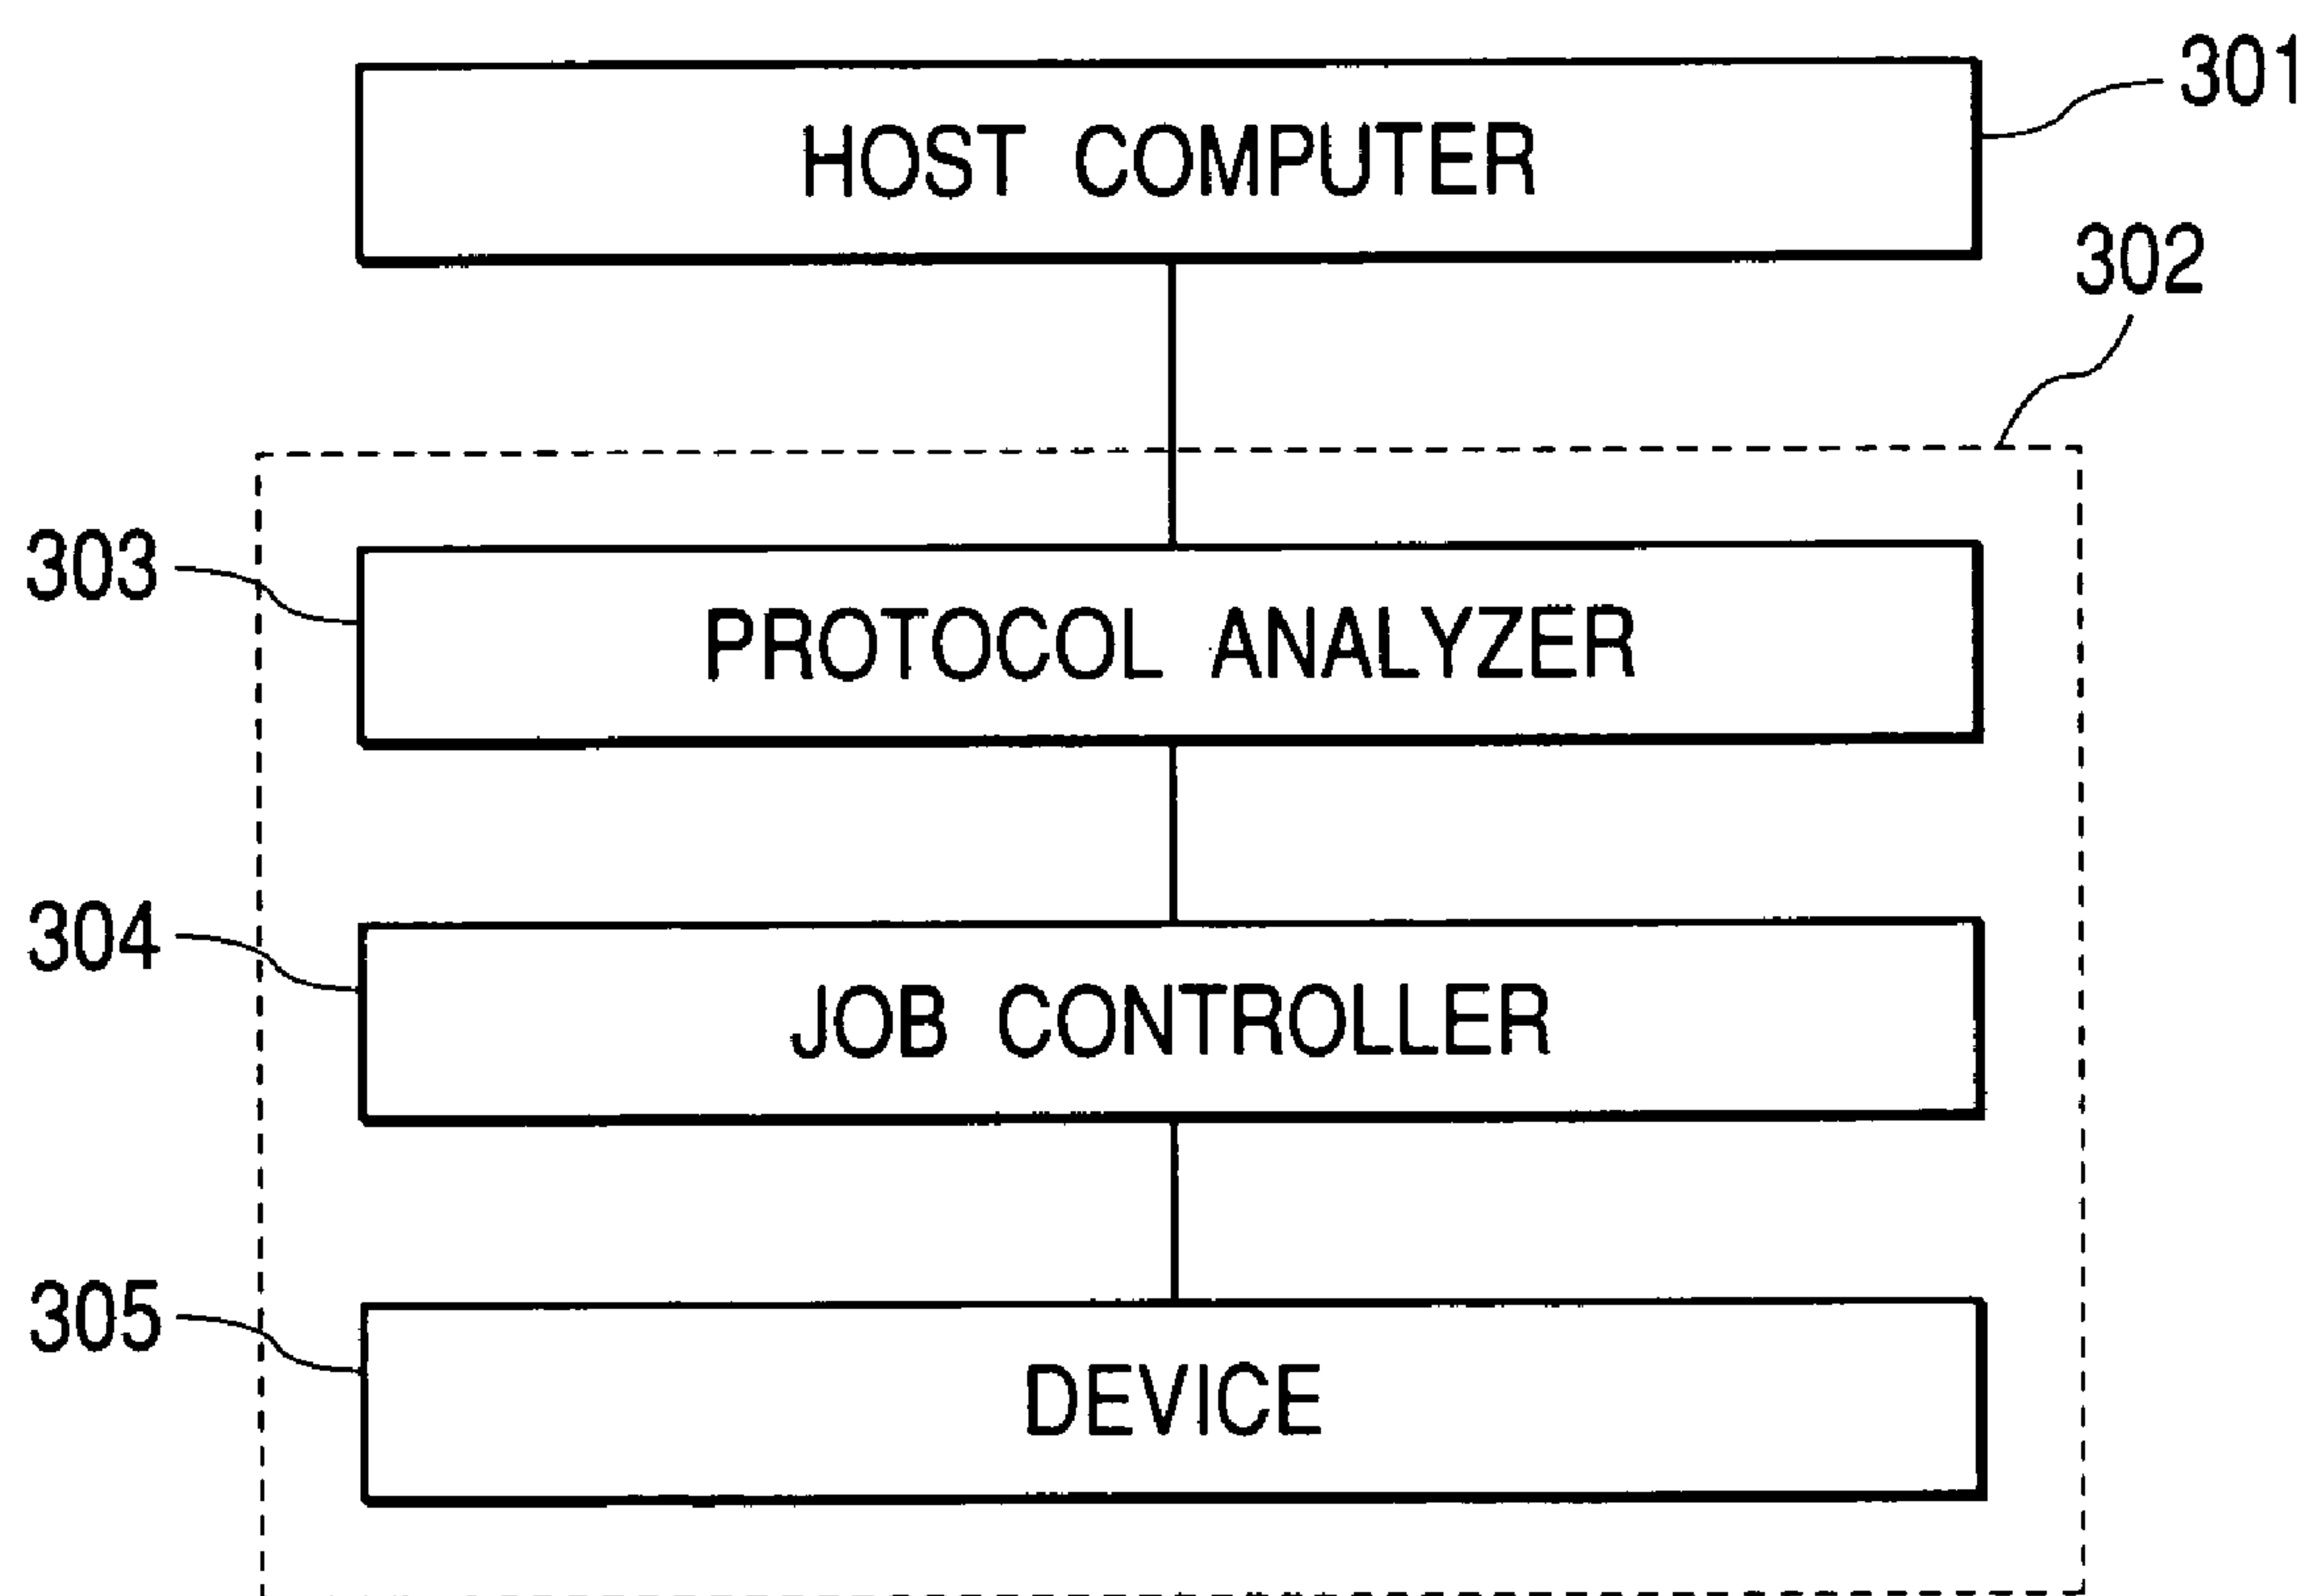 HOST COMPUTER
301
302
303
PROTOCOL ANALYZER
304
JOB CONTROLLER
305
DEVICE